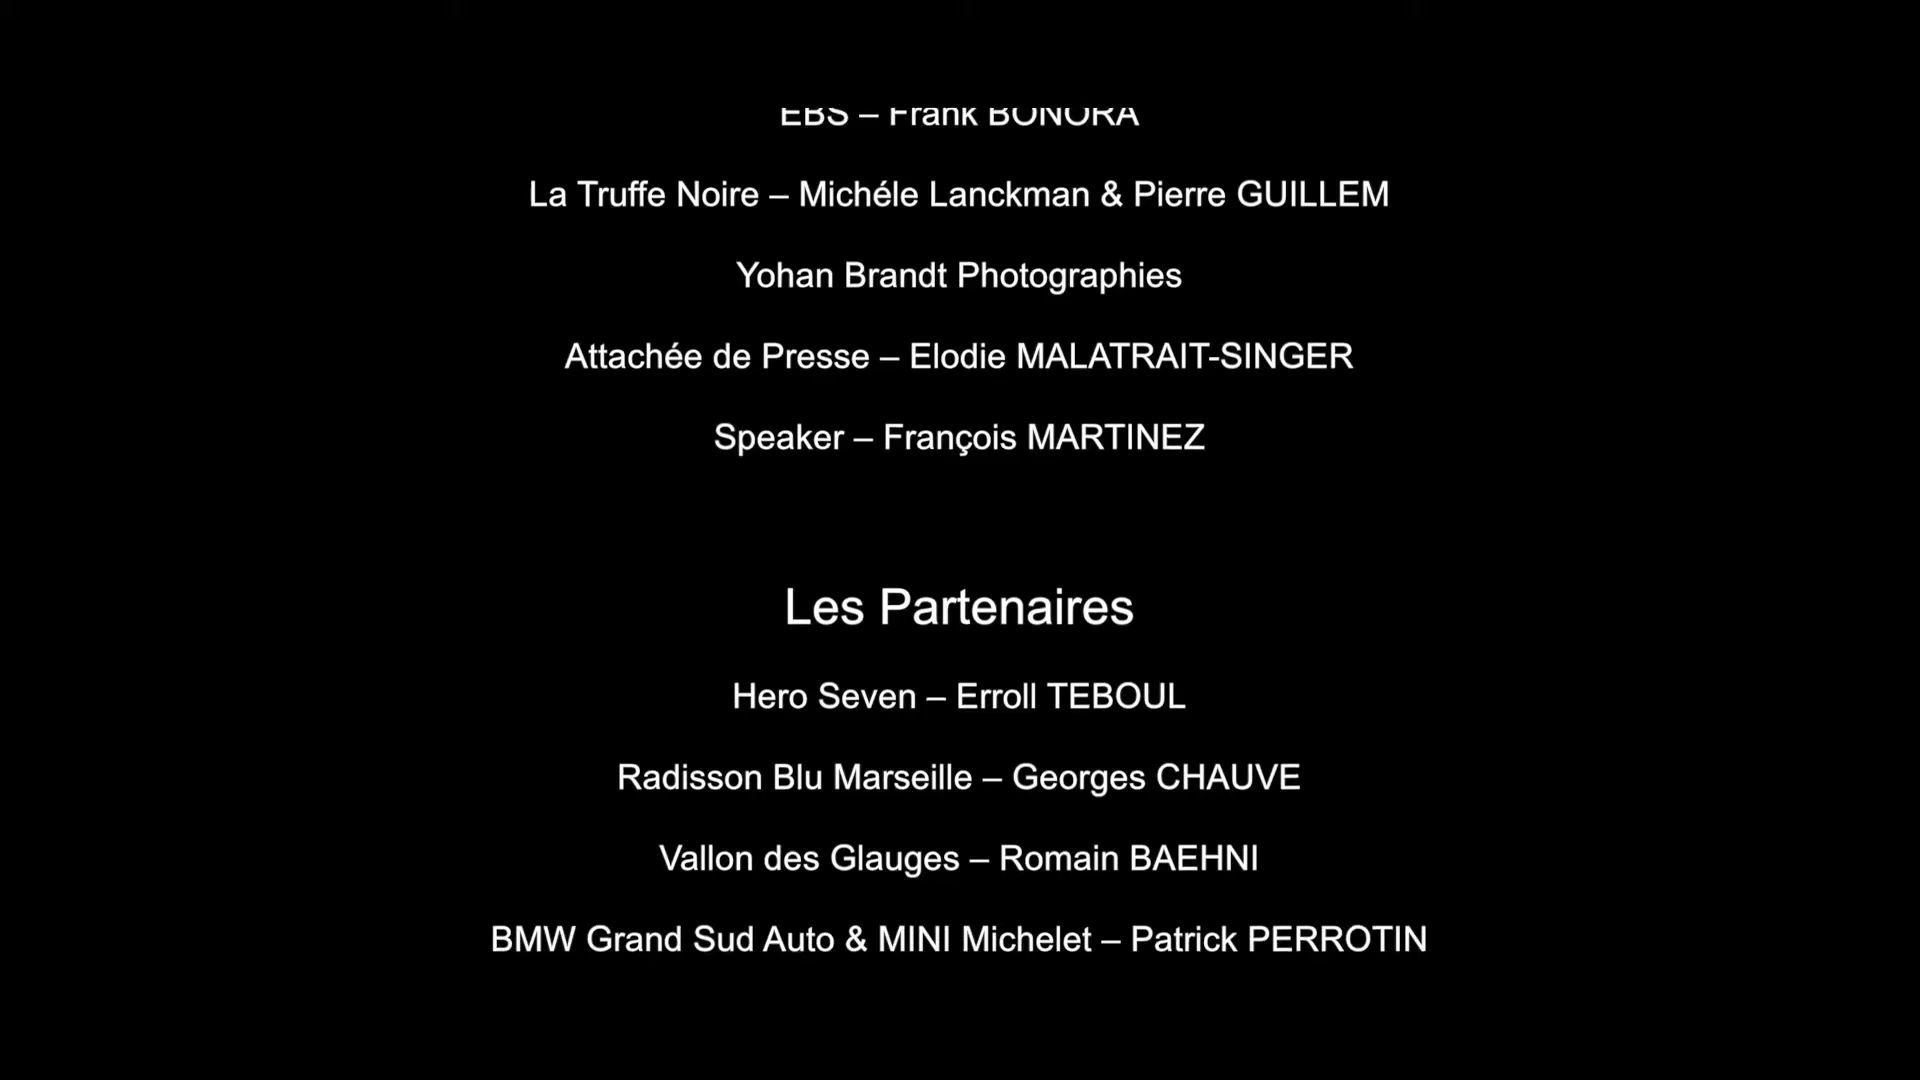 EBS – Frank BONORA
La Truffe Noire – Michéle Lanckman & Pierre GUILLEM
Yohan Brandt Photographies
Attachée de Presse – Elodie MALATRAIT-SINGER
Speaker – François MARTINEZ
Les Partenaires
Hero Seven – Erroll TEBOUL
Radisson Blu Marseille – Georges CHAUVE
Vallon des Glauges – Romain BAEHNI
BMW Grand Sud Auto & MINI Michelet – Patrick PERROTIN